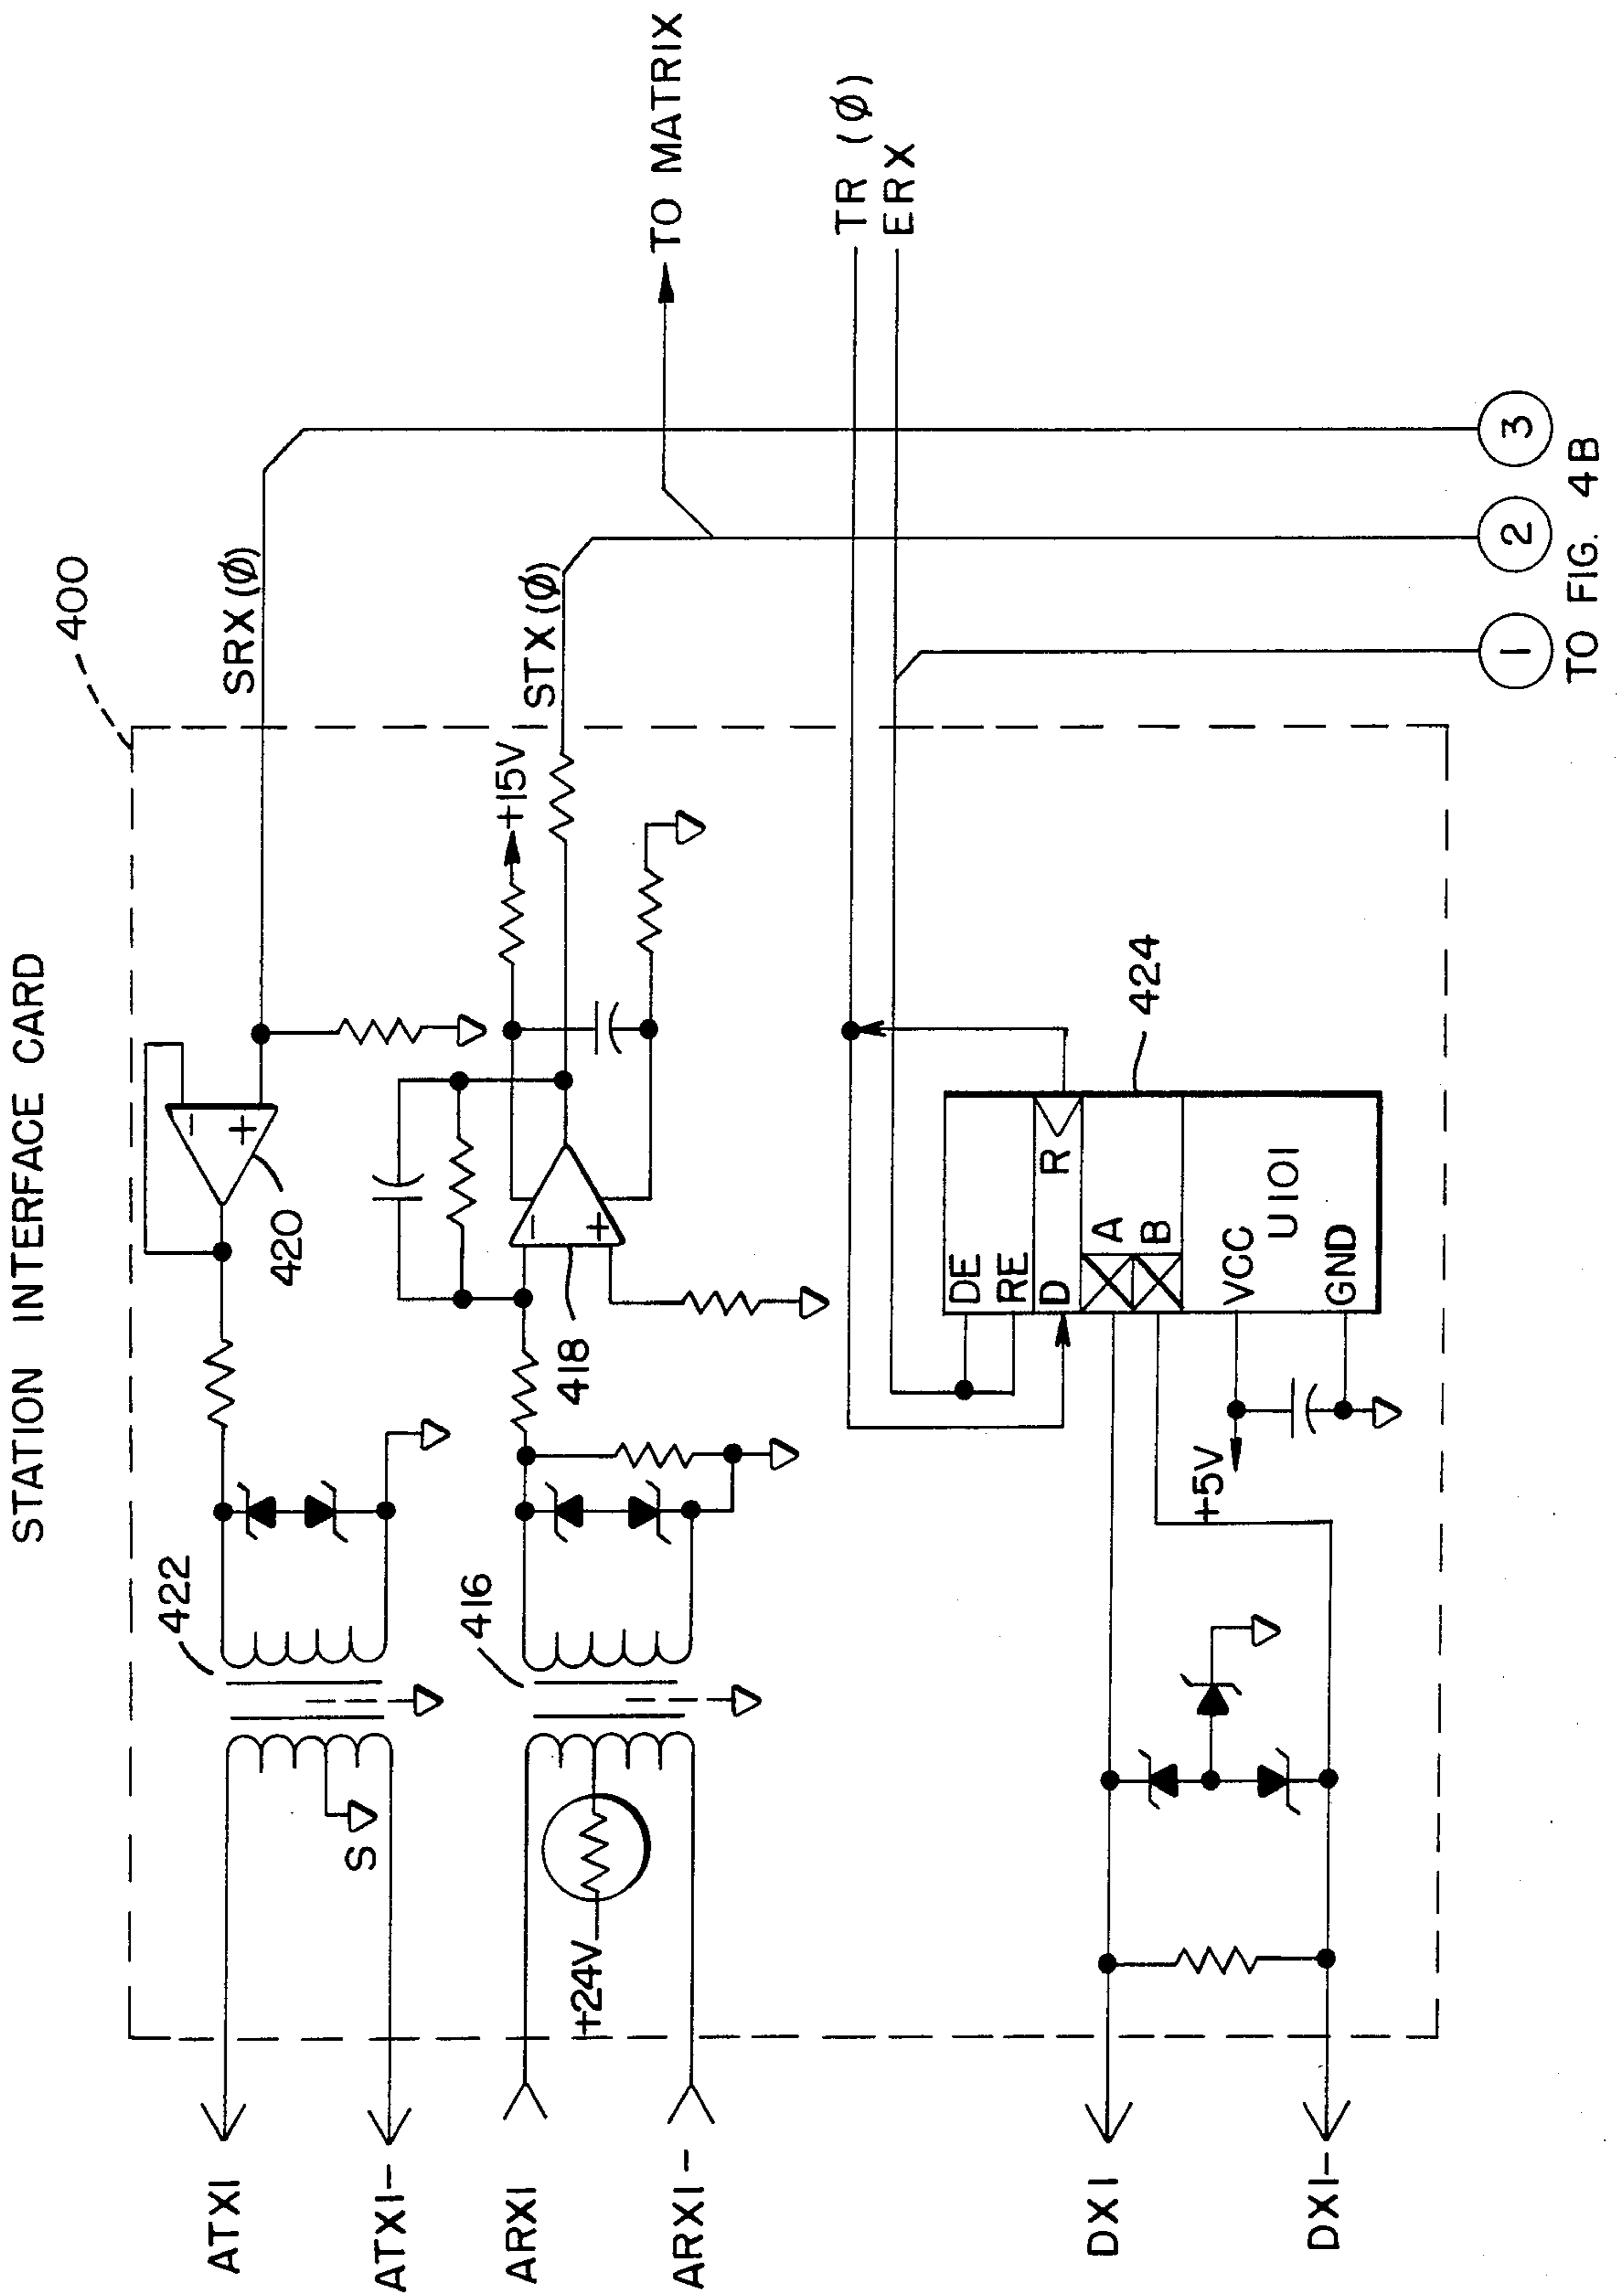 STATION INTERFACE CARD
400
SRX (Ø)
STX (Ø)
TO MATRIX
TR (Ø)
ERX
+15V
420
418
422
416
S
+24V
ATX1
ATX1-
ARX1
ARX1-
−
+
−
+
424
DE
RE
D
R
A
B
VCC
U101
GND
+5V
DX1
DX1-
1
2
3
TO FIG. 4B